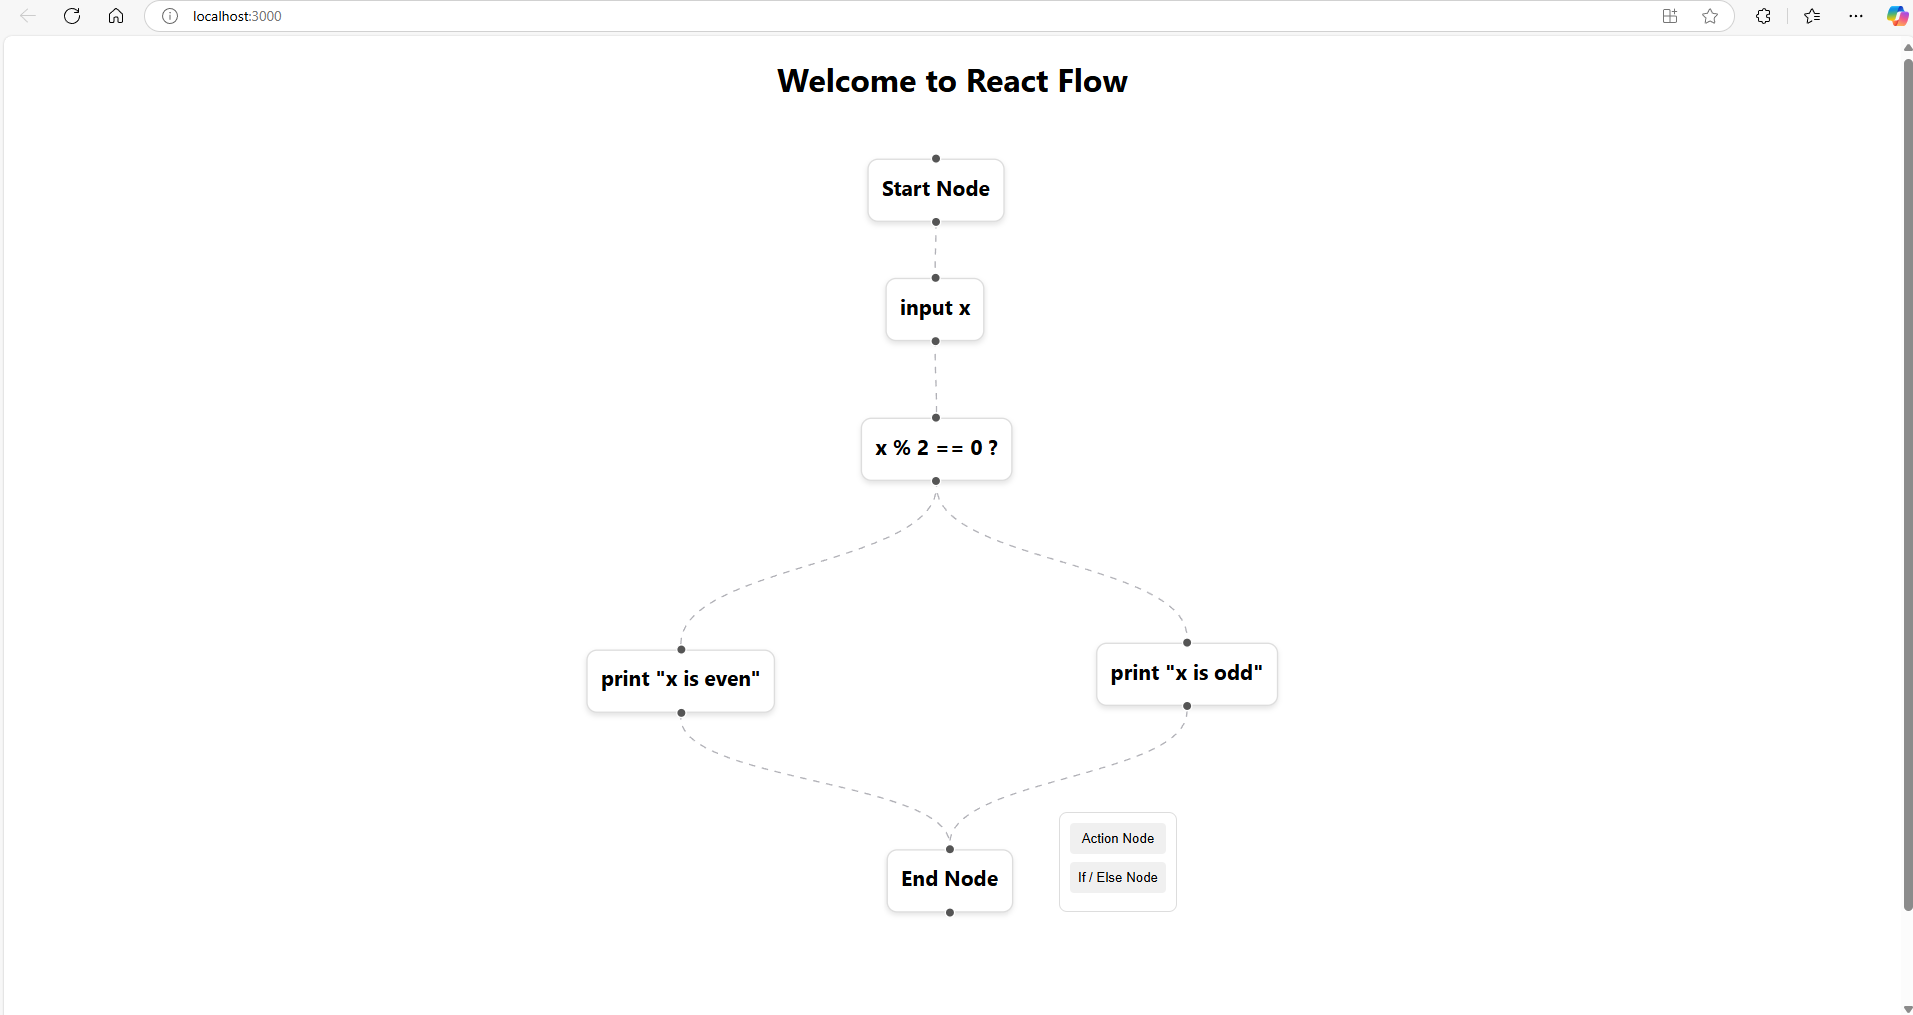 localhost:3000
Welcome to React Flow
Start Node
input x
x % 2 == 0 ?
print "x is even"
print "x is odd"
Action Node
If / Else Node
End Node